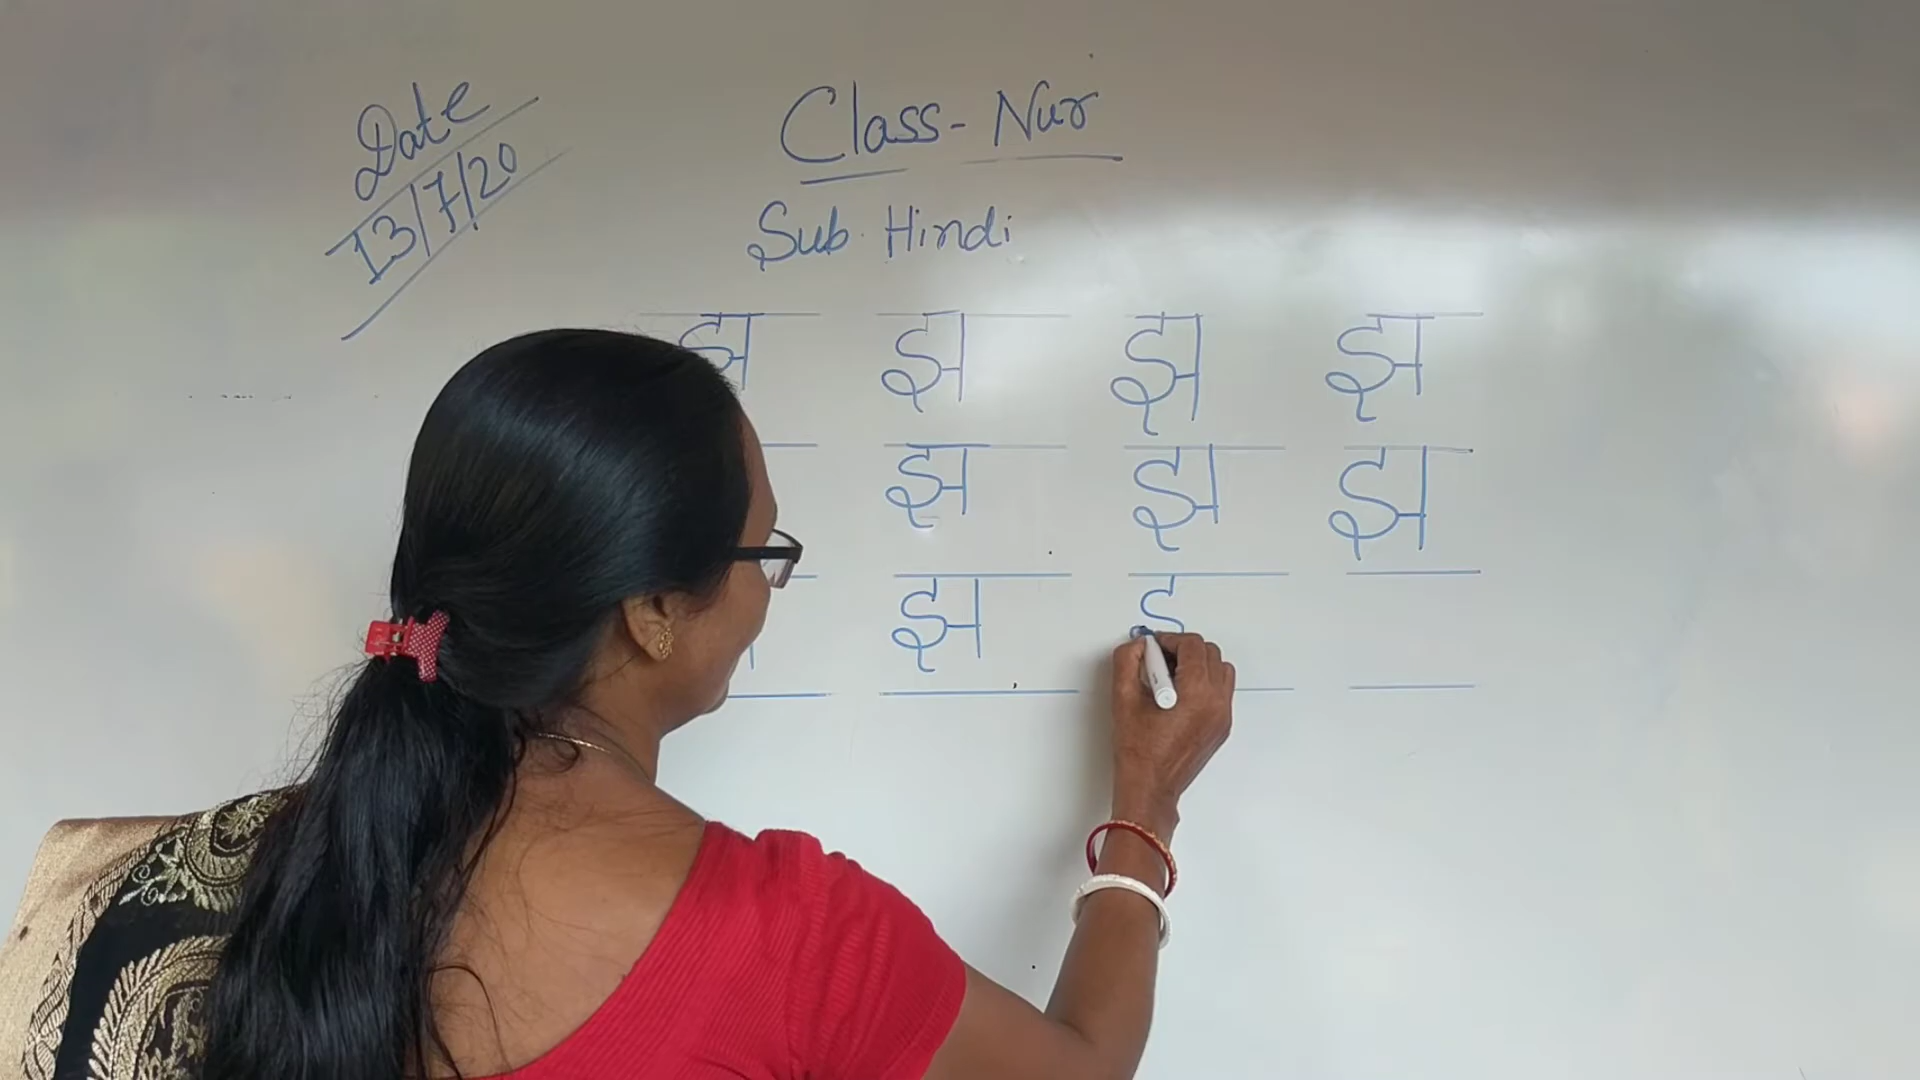 Date
13/7/20
Class- Nur
Sub. Hindi
झ झ झ झ
झ झ झ
झ